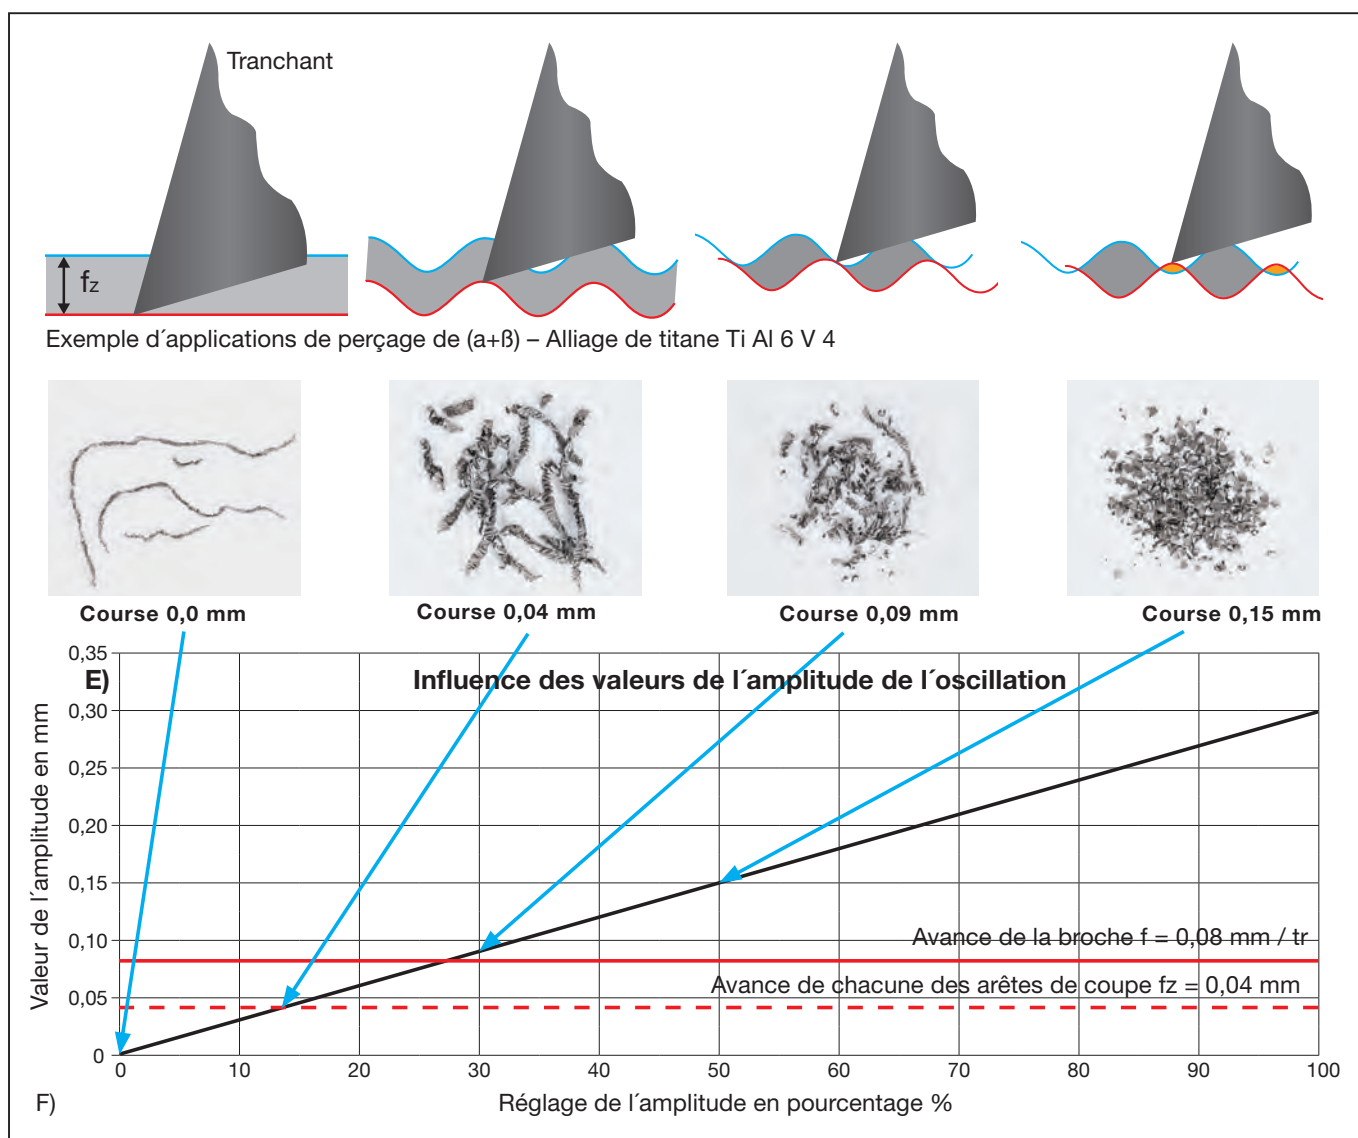 Tranchant
fz
Exemple d´applications de perçage de (a+ß) – Alliage de titane Ti Al 6 V 4
Course 0,0 mm
Course 0,04 mm
Course 0,09 mm
Course 0,15 mm
E)
Influence des valeurs de l´amplitude de l´oscillation
Valeur de l´amplitude en mm
0,35
0,30
0,25
0,20
0,15
0,10
0,05
0
Avance de la broche f = 0,08 mm / tr
Avance de chacune des arêtes de coupe fz = 0,04 mm
0 10 20 30 40 50 60 70 80 90 100
F)
Réglage de l´amplitude en pourcentage %